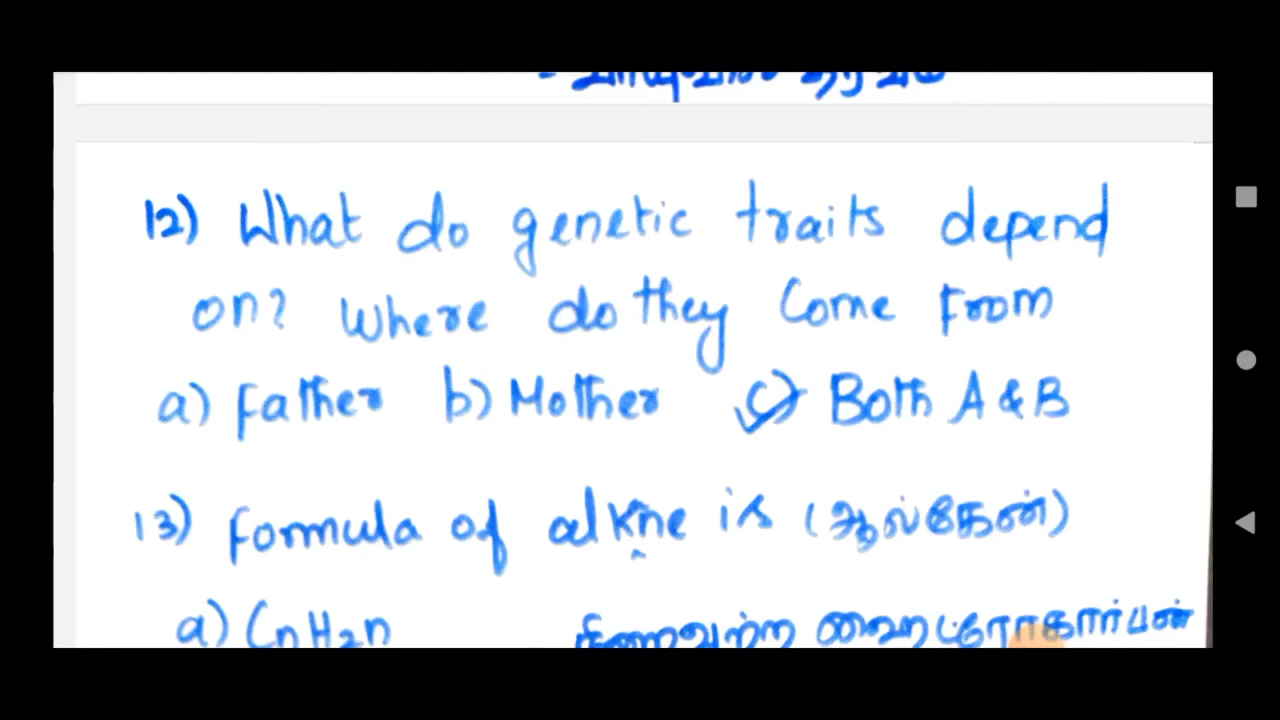 12) What do genetic traits depend
on? Where do they Come From
a) Father b) Mother c) Both A & B
13) Formula of alkne is (ஆல்கேன்)
a) CnH2n ஹைட்ரோகார்பன்